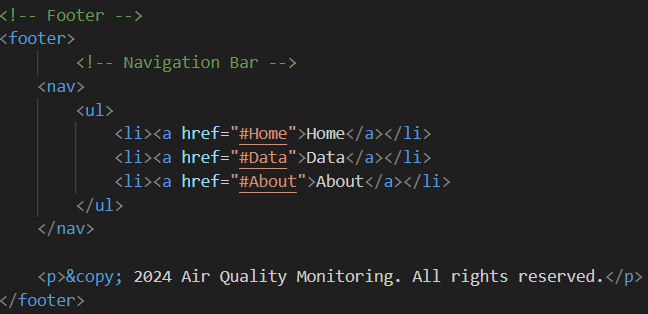 <!-- Footer -->
<footer>
        <!-- Navigation Bar -->
    <nav>
        <ul>
            <li><a href="#Home">Home</a></li>
            <li><a href="#Data">Data</a></li>
            <li><a href="#About">About</a></li>
        </ul>
    </nav>

    <p>&copy; 2024 Air Quality Monitoring. All rights reserved.</p>
</footer>